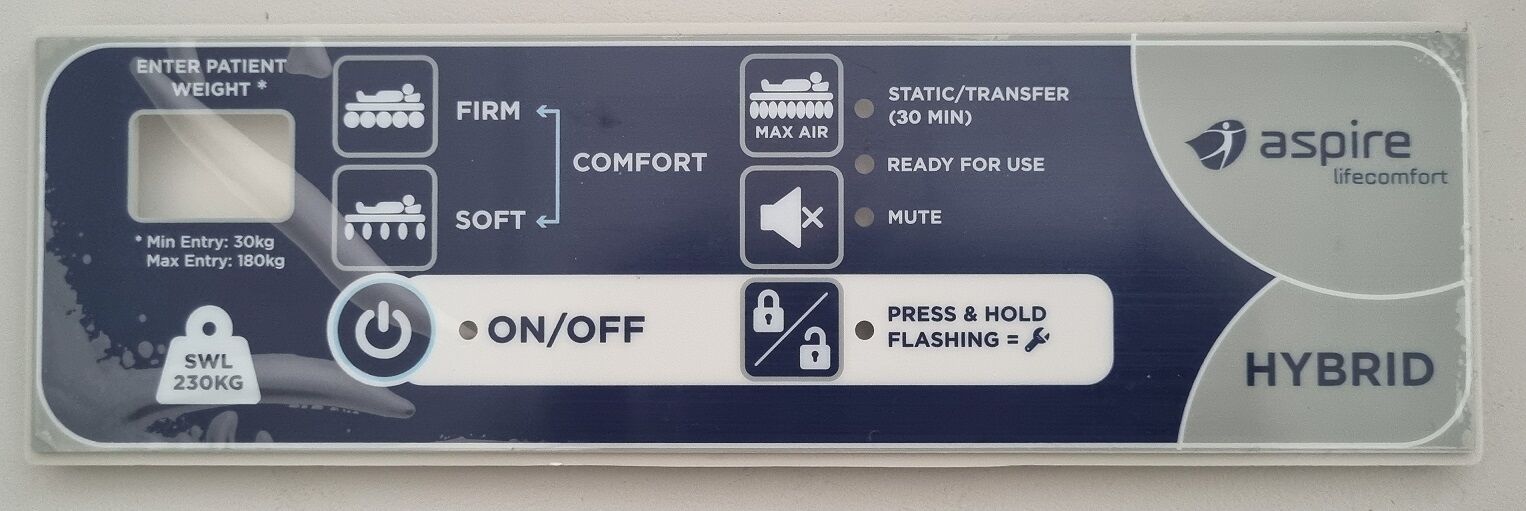 ENTER PATIENT
WEIGHT *
* Min Entry: 30kg
Max Entry: 180kg
SWL
230KG
FIRM
COMFORT
SOFT
ON/OFF
MAX AIR
STATIC/TRANSFER
(30 MIN)
READY FOR USE
MUTE
PRESS & HOLD
FLASHING =
aspire
lifecomfort
HYBRID